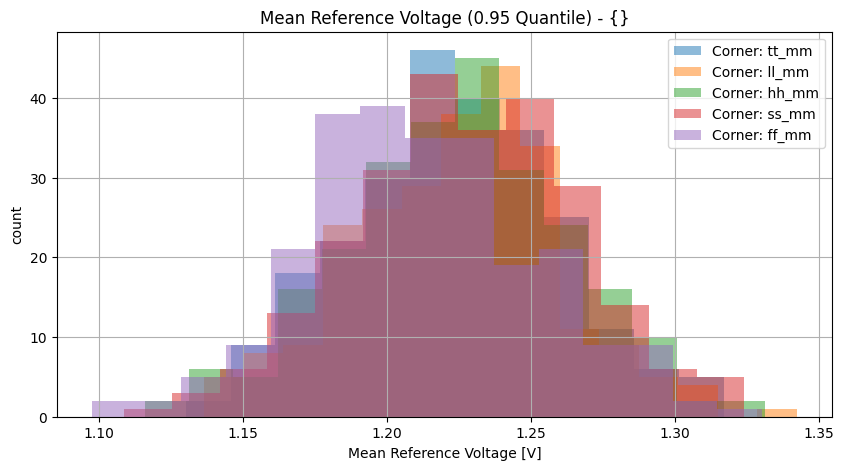 Mean Reference Voltage (0.95 Quantile) - {}
Corner: tt_mm
Corner: ll_mm
Corner: hh_mm
Corner: ss_mm
Corner: ff_mm
count
40
30
20
10
0
1.10 1.15 1.20 1.25 1.30 1.35
Mean Reference Voltage [V]